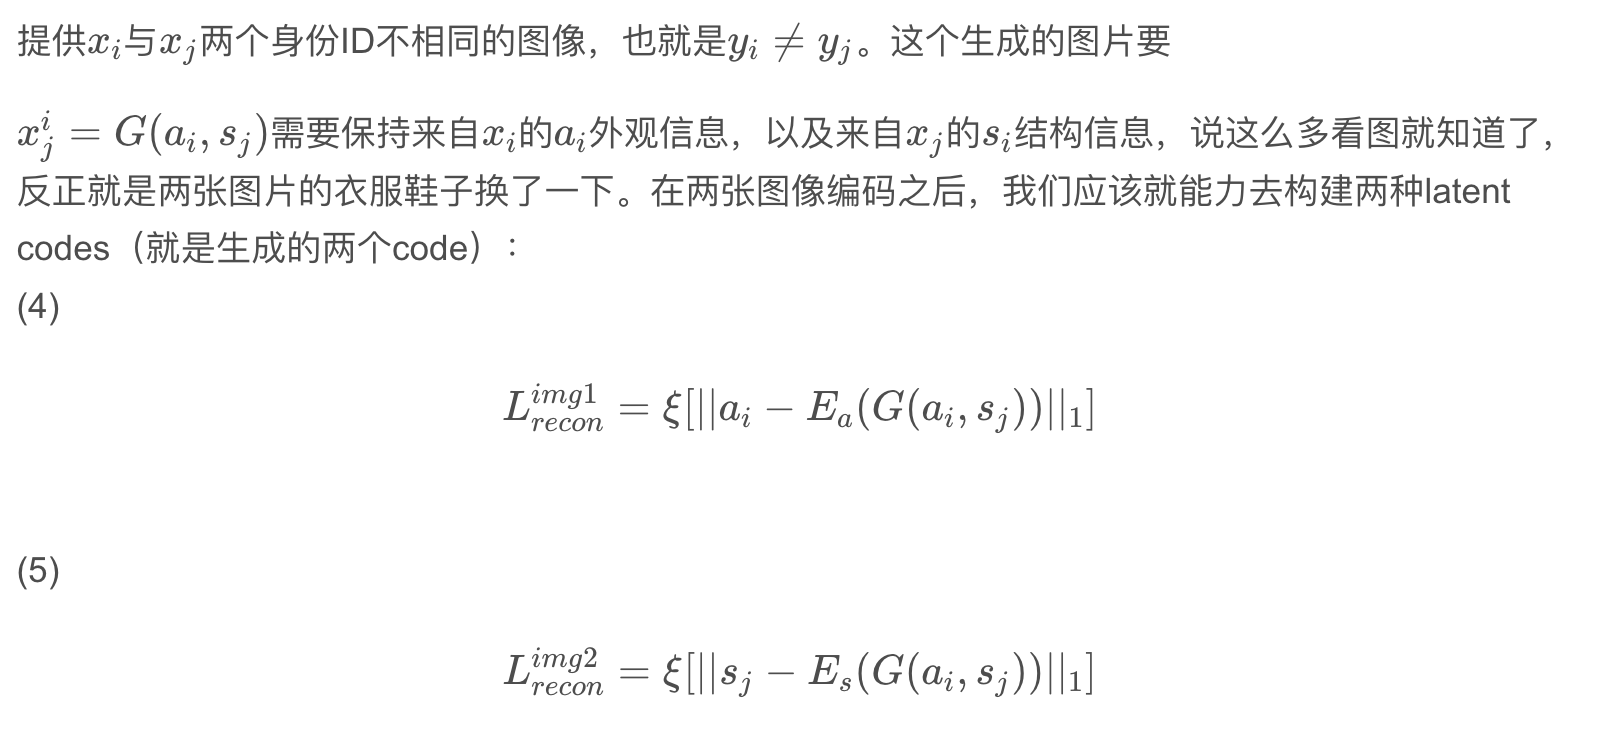 提供$x_i$与$x_j$两个身份ID不相同的图像，也就是$y_i \neq y_j$。这个生成的图片要
$x_j^i = G(a_i, s_j)$需要保持来自$x_i$的$a_i$外观信息，以及来自$x_j$的$s_i$结构信息，说这么多看图就知道了，
反正就是两张图片的衣服鞋子换了一下。在两张图像编码之后，我们应该就能力去构建两种latent
codes（就是生成的两个code）：
(4)
$L_{recon}^{img1} = \xi[||a_i - E_a(G(a_i, s_j))||_1]$
(5)
$L_{recon}^{img2} = \xi[||s_j - E_s(G(a_i, s_j))||_1]$